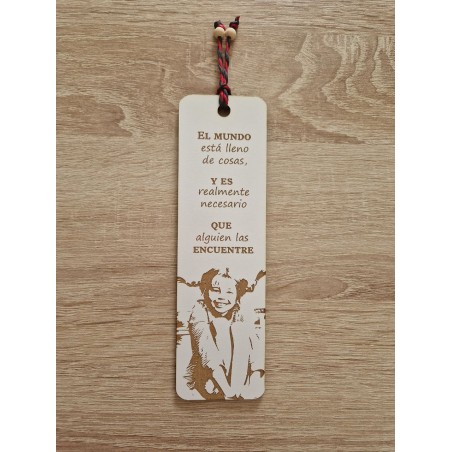 EL MUNDO
está lleno
de cosas,
Y ES
realmente
necesario
QUE
alguien las
ENCUENTRE